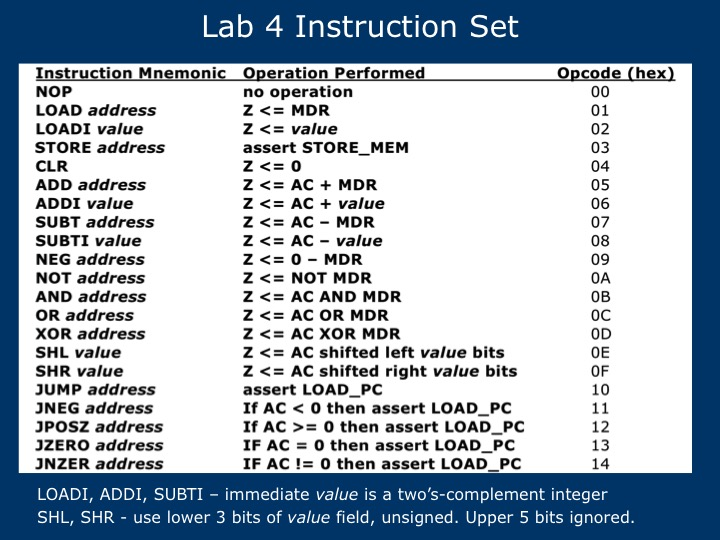 Lab 4 Instruction Set
Instruction Mnemonic Operation Performed Opcode (hex)
NOP no operation 00
LOAD address Z <= MDR 01
LOADI value Z <= value 02
STORE address assert STORE_MEM 03
CLR Z <= 0 04
ADD address Z <= AC + MDR 05
ADDI value Z <= AC + value 06
SUBT address Z <= AC – MDR 07
SUBTI value Z <= AC – value 08
NEG address Z <= 0 – MDR 09
NOT address Z <= NOT MDR 0A
AND address Z <= AC AND MDR 0B
OR address Z <= AC OR MDR 0C
XOR address Z <= AC XOR MDR 0D
SHL value Z <= AC shifted left value bits 0E
SHR value Z <= AC shifted right value bits 0F
JUMP address assert LOAD_PC 10
JNEG address If AC < 0 then assert LOAD_PC 11
JPOSZ address If AC >= 0 then assert LOAD_PC 12
JZERO address IF AC = 0 then assert LOAD_PC 13
JNZER address IF AC != 0 then assert LOAD_PC 14
LOADI, ADDI, SUBTI – immediate value is a two’s-complement integer
SHL, SHR - use lower 3 bits of value field, unsigned. Upper 5 bits ignored.